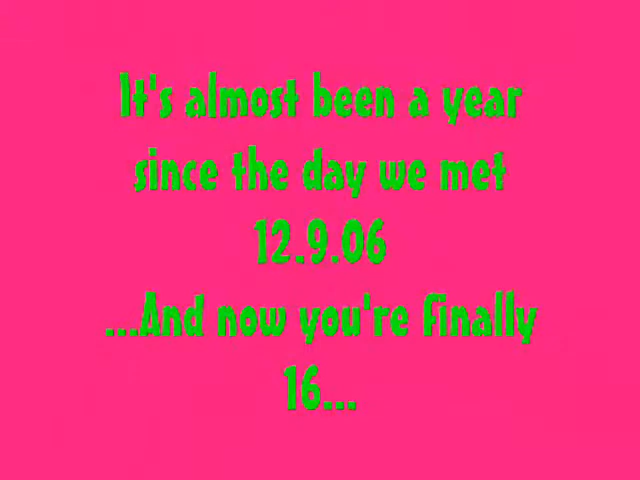 It's almost been a year
since the day we met
12.9.06
...And now you're finally
16...